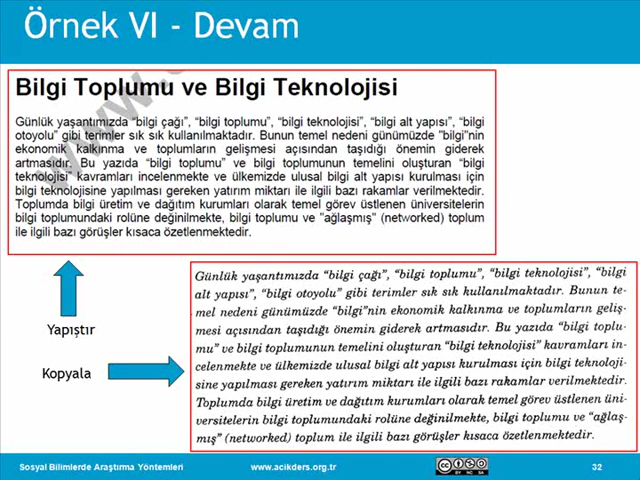 Örnek VI - Devam
Bilgi Toplumu ve Bilgi Teknolojisi
Günlük yaşantımızda "bilgi çağı", "bilgi toplumu", "bilgi teknolojisi", "bilgi alt yapısı", "bilgi
otoyolu" gibi terimler sık sık kullanılmaktadır. Bunun temel nedeni günümüzde "bilgi"nin
ekonomik kalkınma ve toplumların gelişmesi açısından taşıdığı önemin giderek
artmasıdır. Bu yazıda "bilgi toplumu" ve bilgi toplumunun temelini oluşturan "bilgi
teknolojisi" kavramları incelenmekte ve ülkemizde ulusal bilgi alt yapısı kurulması için
bilgi teknolojisine yapılması gereken yatırım miktarı ile ilgili bazı rakamlar verilmektedir.
Toplumda bilgi üretim ve dağıtım kurumları olarak temel görev üstlenen üniversitelerin
bilgi toplumundaki rolüne değinilmekte, bilgi toplumu ve "ağlaşmış" (networked) toplum
ile ilgili bazı görüşler kısaca özetlenmektedir.
Yapıştır
Kopyala
Günlük yaşantımızda "bilgi çağı", "bilgi toplumu", "bilgi teknolojisi", "bilgi
alt yapısı", "bilgi otoyolu" gibi terimler sık sık kullanılmaktadır. Bunun te-
mel nedeni günümüzde "bilgi"nin ekonomik kalkınma ve toplumların geliş-
mesi açısından taşıdığı önemin giderek artmasıdır. Bu yazıda "bilgi toplu-
mu" ve bilgi toplumunun temelini oluşturan "bilgi teknolojisi" kavramları in-
celenmekte ve ülkemizde ulusal bilgi alt yapısı kurulması için bilgi teknoloji-
sine yapılması gereken yatırım miktarı ile ilgili bazı rakamlar verilmektedir.
Toplumda bilgi üretim ve dağıtım kurumları olarak temel görev üstlenen üni-
versitelerin bilgi toplumundaki rolüne değinilmekte, bilgi toplumu ve "ağlaş-
mış" (networked) toplum ile ilgili bazı görüşler kısaca özetlenmektedir.
Sosyal Bilimlerde Araştırma Yöntemleri
www.acikders.org.tr
BY NC SA
32